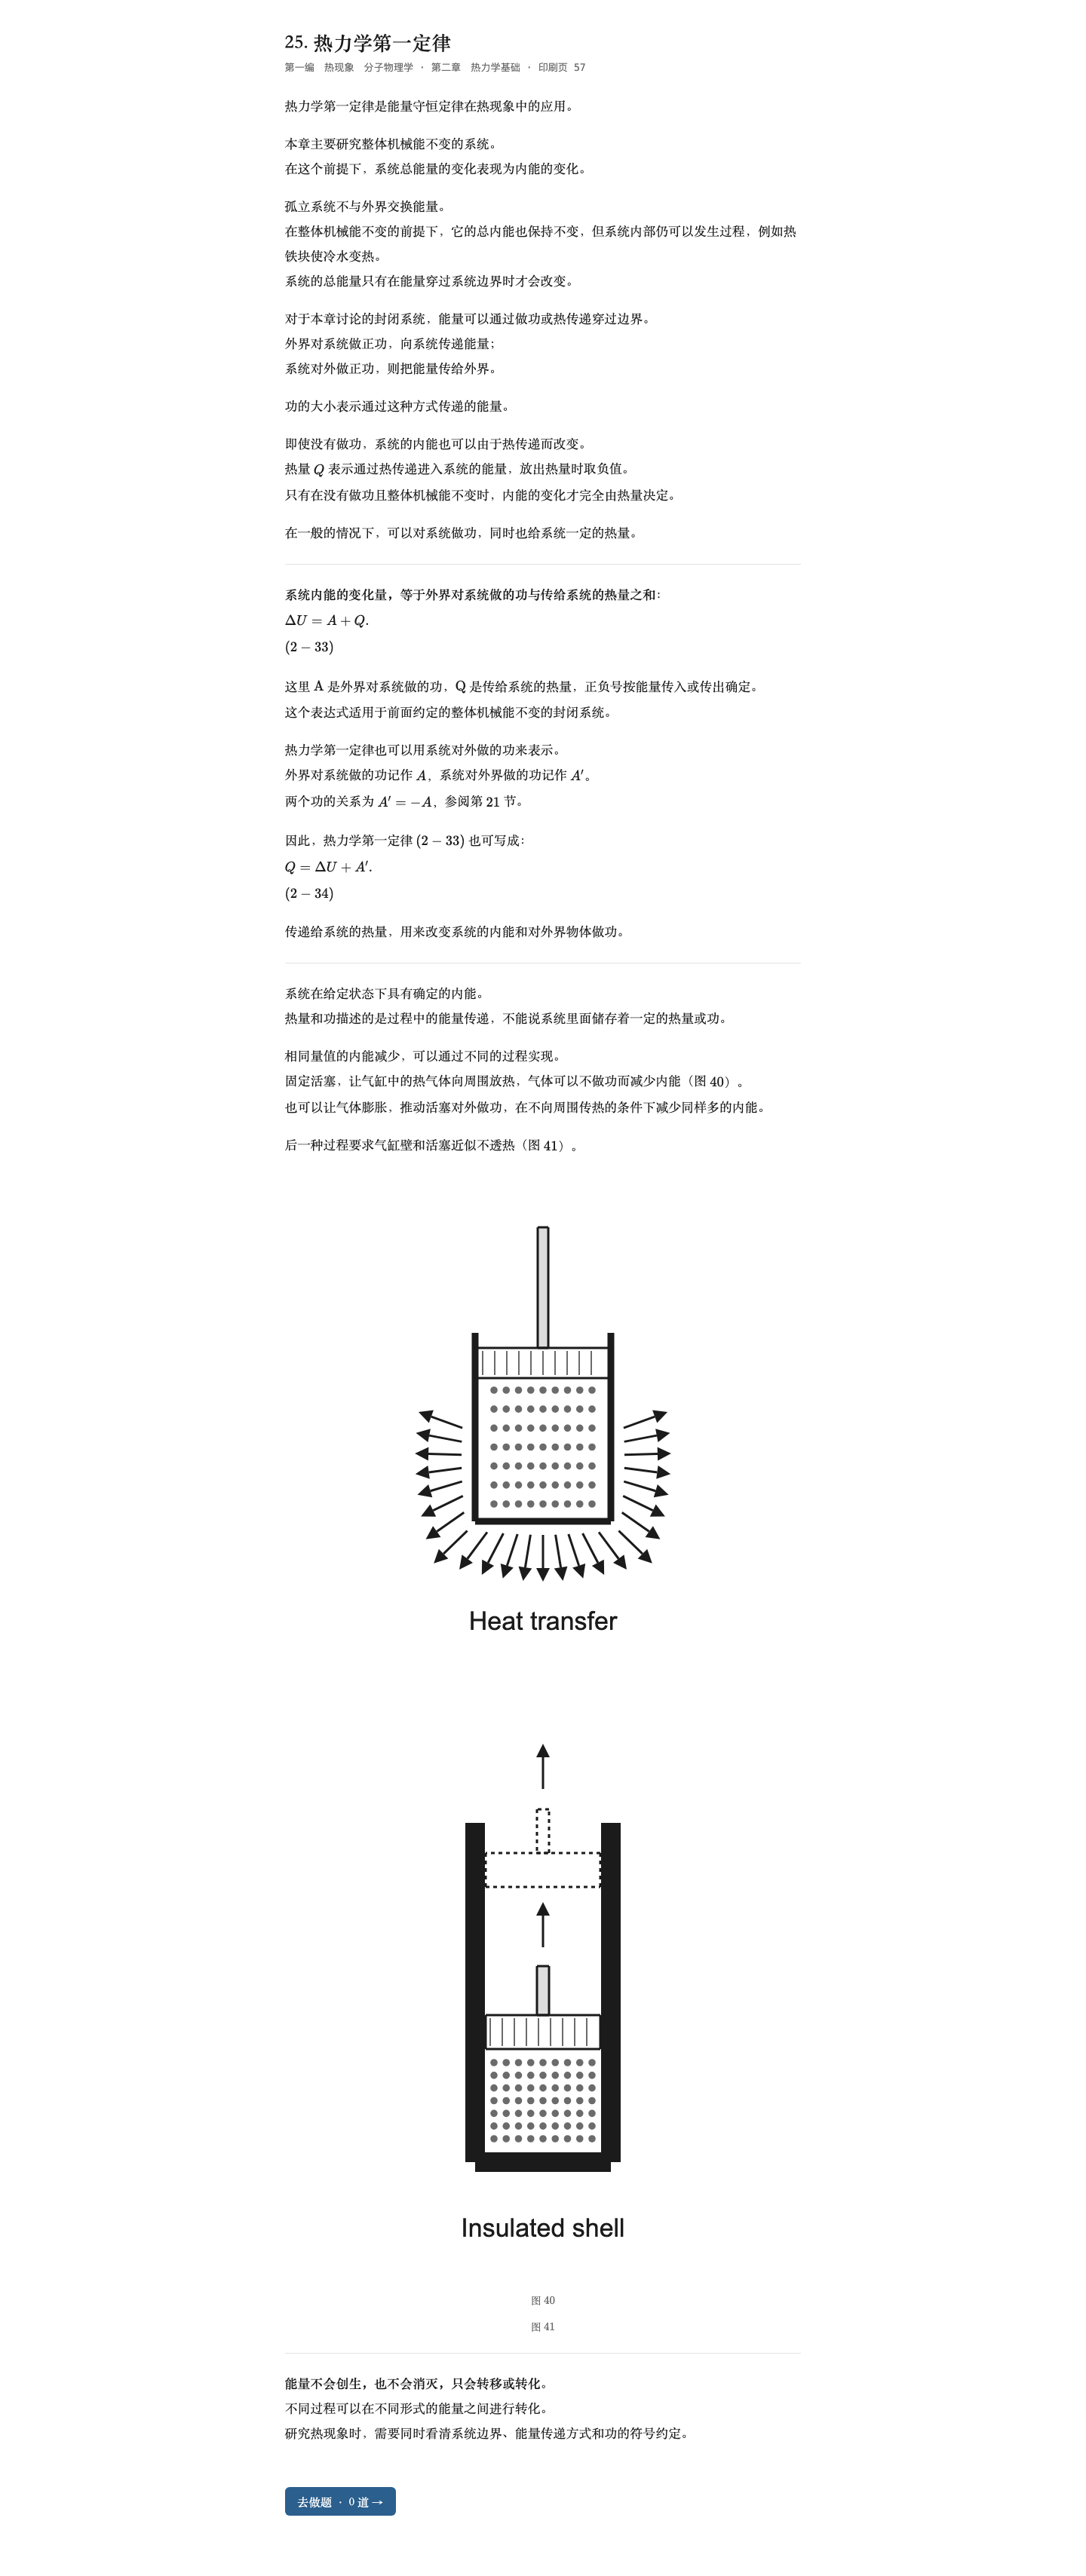 25. 热力学第一定律
第一编 热现象 分子物理学 · 第二章 热力学基础 · 印刷页 57
热力学第一定律是能量守恒定律在热现象中的应用。
本章主要研究整体机械能不变的系统。
在这个前提下，系统总能量的变化表现为内能的变化。
孤立系统不与外界交换能量。
在整体机械能不变的前提下，它的总内能也保持不变，但系统内部仍可以发生过程，例如热
铁块使冷水变热。
系统的总能量只有在能量穿过系统边界时才会改变。
对于本章讨论的封闭系统，能量可以通过做功或热传递穿过边界。
外界对系统做正功，向系统传递能量；
系统对外做正功，则把能量传给外界。
功的大小表示通过这种方式传递的能量。
即使没有做功，系统的内能也可以由于热传递而改变。
热量 Q 表示通过热传递进入系统的能量，放出热量时取负值。
只有在没有做功且整体机械能不变时，内能的变化才完全由热量决定。
在一般的情况下，可以对系统做功，同时也给系统一定的热量。
系统内能的变化量，等于外界对系统做的功与传给系统的热量之和：
ΔU = A + Q.
(2 − 33)
这里 A 是外界对系统做的功，Q 是传给系统的热量，正负号按能量传入或传出确定。
这个表达式适用于前面约定的整体机械能不变的封闭系统。
热力学第一定律也可以用系统对外做的功来表示。
外界对系统做的功记作 A，系统对外界做的功记作 A′。
两个功的关系为 A′ = −A，参阅第 21 节。
因此，热力学第一定律 (2 − 33) 也可写成：
Q = ΔU + A′.
(2 − 34)
传递给系统的热量，用来改变系统的内能和对外界物体做功。
系统在给定状态下具有确定的内能。
热量和功描述的是过程中的能量传递，不能说系统里面储存着一定的热量或功。
相同量值的内能减少，可以通过不同的过程实现。
固定活塞，让气缸中的热气体向周围放热，气体可以不做功而减少内能（图 40）。
也可以让气体膨胀，推动活塞对外做功，在不向周围传热的条件下减少同样多的内能。
后一种过程要求气缸壁和活塞近似不透热（图 41）。
Heat transfer
Insulated shell
图 40
图 41
能量不会创生，也不会消灭，只会转移或转化。
不同过程可以在不同形式的能量之间进行转化。
研究热现象时，需要同时看清系统边界、能量传递方式和功的符号约定。
去做题 · 0 道 →